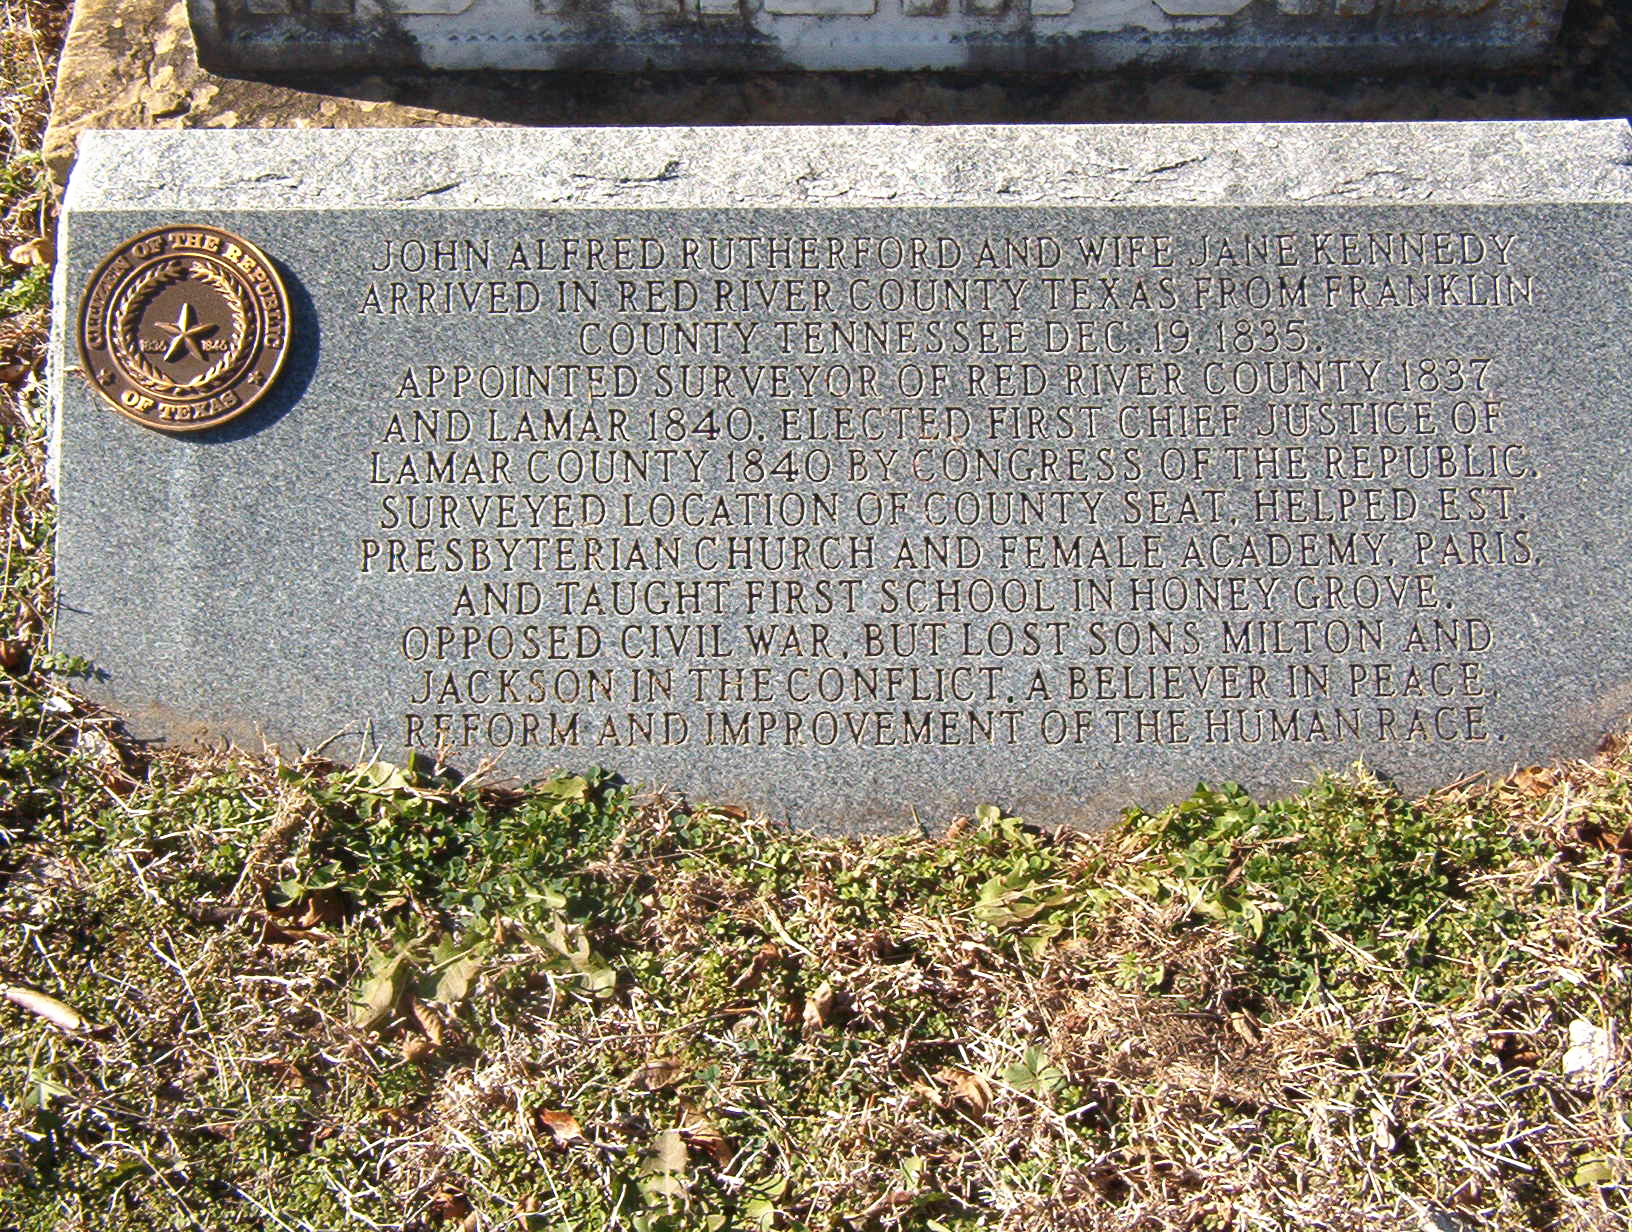 CITIZEN OF THE REPUBLIC
OF TEXAS
1836 1846
JOHN ALFRED RUTHERFORD AND WIFE JANE KENNEDY
ARRIVED IN RED RIVER COUNTY TEXAS FROM FRANKLIN
COUNTY TENNESSEE DEC. 19, 1835.
APPOINTED SURVEYOR OF RED RIVER COUNTY 1837
AND LAMAR 1840. ELECTED FIRST CHIEF JUSTICE OF
LAMAR COUNTY 1840 BY CONGRESS OF THE REPUBLIC.
SURVEYED LOCATION OF COUNTY SEAT, HELPED EST.
PRESBYTERIAN CHURCH AND FEMALE ACADEMY, PARIS,
AND TAUGHT FIRST SCHOOL IN HONEY GROVE.
OPPOSED CIVIL WAR, BUT LOST SONS MILTON AND
JACKSON IN THE CONFLICT. A BELIEVER IN PEACE,
REFORM AND IMPROVEMENT OF THE HUMAN RACE.